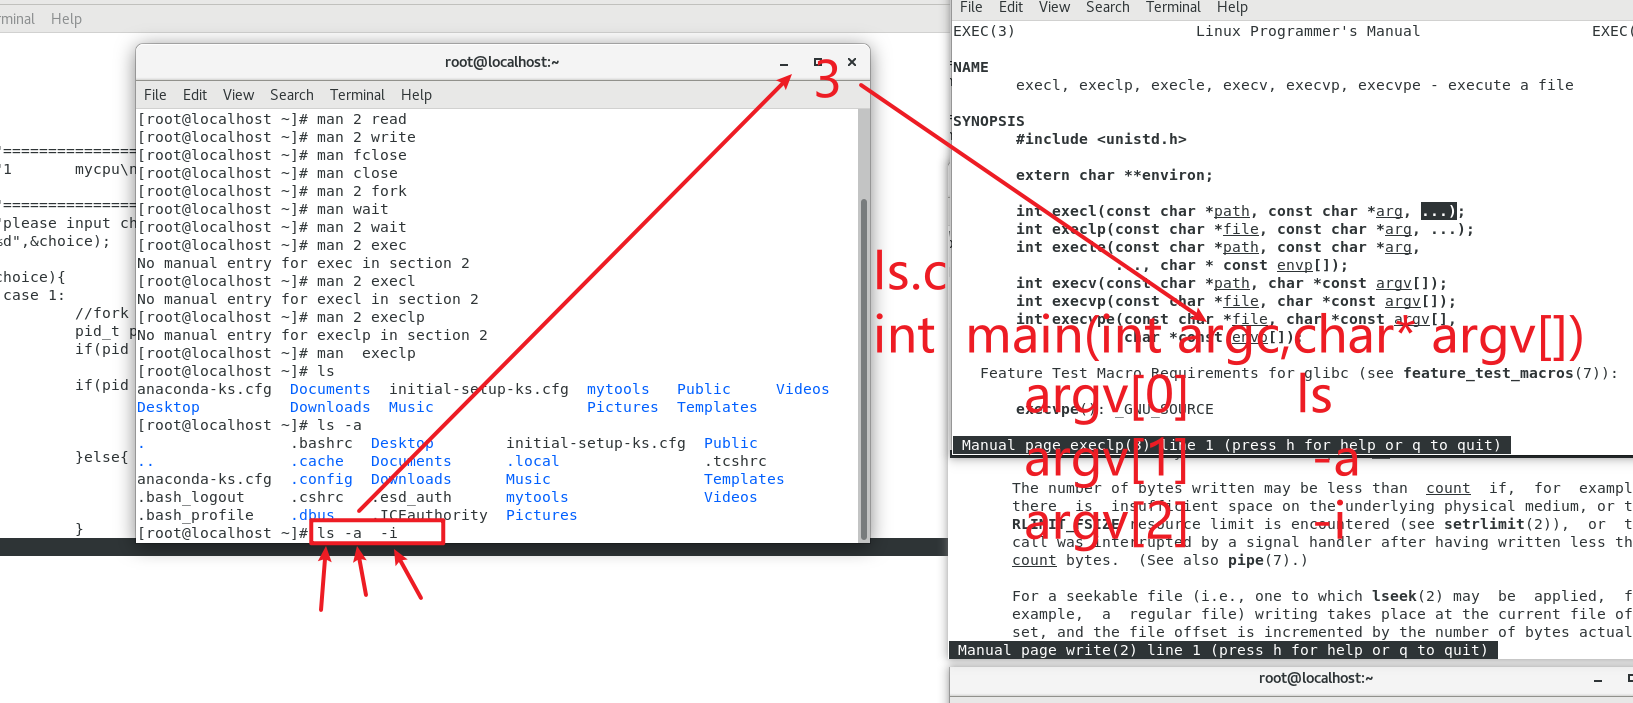 rminal Help
"===============
"1 mycpu\n
"===============
"please input ch
%d",&choice);
choice){
case 1:
//fork
pid_t p
if(pid
if(pid
}else{
}
root@localhost:~
File Edit View Search Terminal Help
[root@localhost ~]# man 2 read
[root@localhost ~]# man 2 write
[root@localhost ~]# man fclose
[root@localhost ~]# man close
[root@localhost ~]# man 2 fork
[root@localhost ~]# man wait
[root@localhost ~]# man 2 wait
[root@localhost ~]# man 2 exec
No manual entry for exec in section 2
[root@localhost ~]# man 2 execl
No manual entry for execl in section 2
[root@localhost ~]# man 2 execlp
No manual entry for execlp in section 2
[root@localhost ~]# man  execlp
[root@localhost ~]# ls
anaconda-ks.cfg Documents initial-setup-ks.cfg mytools Public Videos
Desktop Downloads Music Pictures Templates
[root@localhost ~]# ls -a
. .bashrc Desktop initial-setup-ks.cfg Public
.. .cache Documents .local .tcshrc
anaconda-ks.cfg .config Downloads Music Templates
.bash_logout .cshrc .esd_auth mytools Videos
.bash_profile .dbus .ICEauthority Pictures
[root@localhost ~]# ls -a  -i
3
ls.c
int main(int argc,char* argv[])
argv[0] ls
argv[1] -a
argv[2] -i
File Edit View Search Terminal Help
EXEC(3) Linux Programmer's Manual EXEC(
NAME
execl, execlp, execle, execv, execvp, execvpe - execute a file
SYNOPSIS
#include <unistd.h>
extern char **environ;
int execl(const char *path, const char *arg, ...);
int execlp(const char *file, const char *arg, ...);
int execle(const char *path, const char *arg,
..., char * const envp[]);
int execv(const char *path, char *const argv[]);
int execvp(const char *file, char *const argv[]);
int execvpe(const char *file, char *const argv[],
char *const envp[]);
Feature Test Macro Requirements for glibc (see feature_test_macros(7)):
execvpe(): _GNU_SOURCE
Manual page execlp(3) line 1 (press h for help or q to quit)
The number of bytes written may be less than count if, for exampl
there is insufficient space on the underlying physical medium, or t
RLIMIT_FSIZE resource limit is encountered (see setrlimit(2)), or t
call was interrupted by a signal handler after having written less th
count bytes. (See also pipe(7).)
For a seekable file (i.e., one to which lseek(2) may be applied, f
example, a regular file) writing takes place at the current file of
set, and the file offset is incremented by the number of bytes actual
Manual page write(2) line 1 (press h for help or q to quit)
root@localhost:~